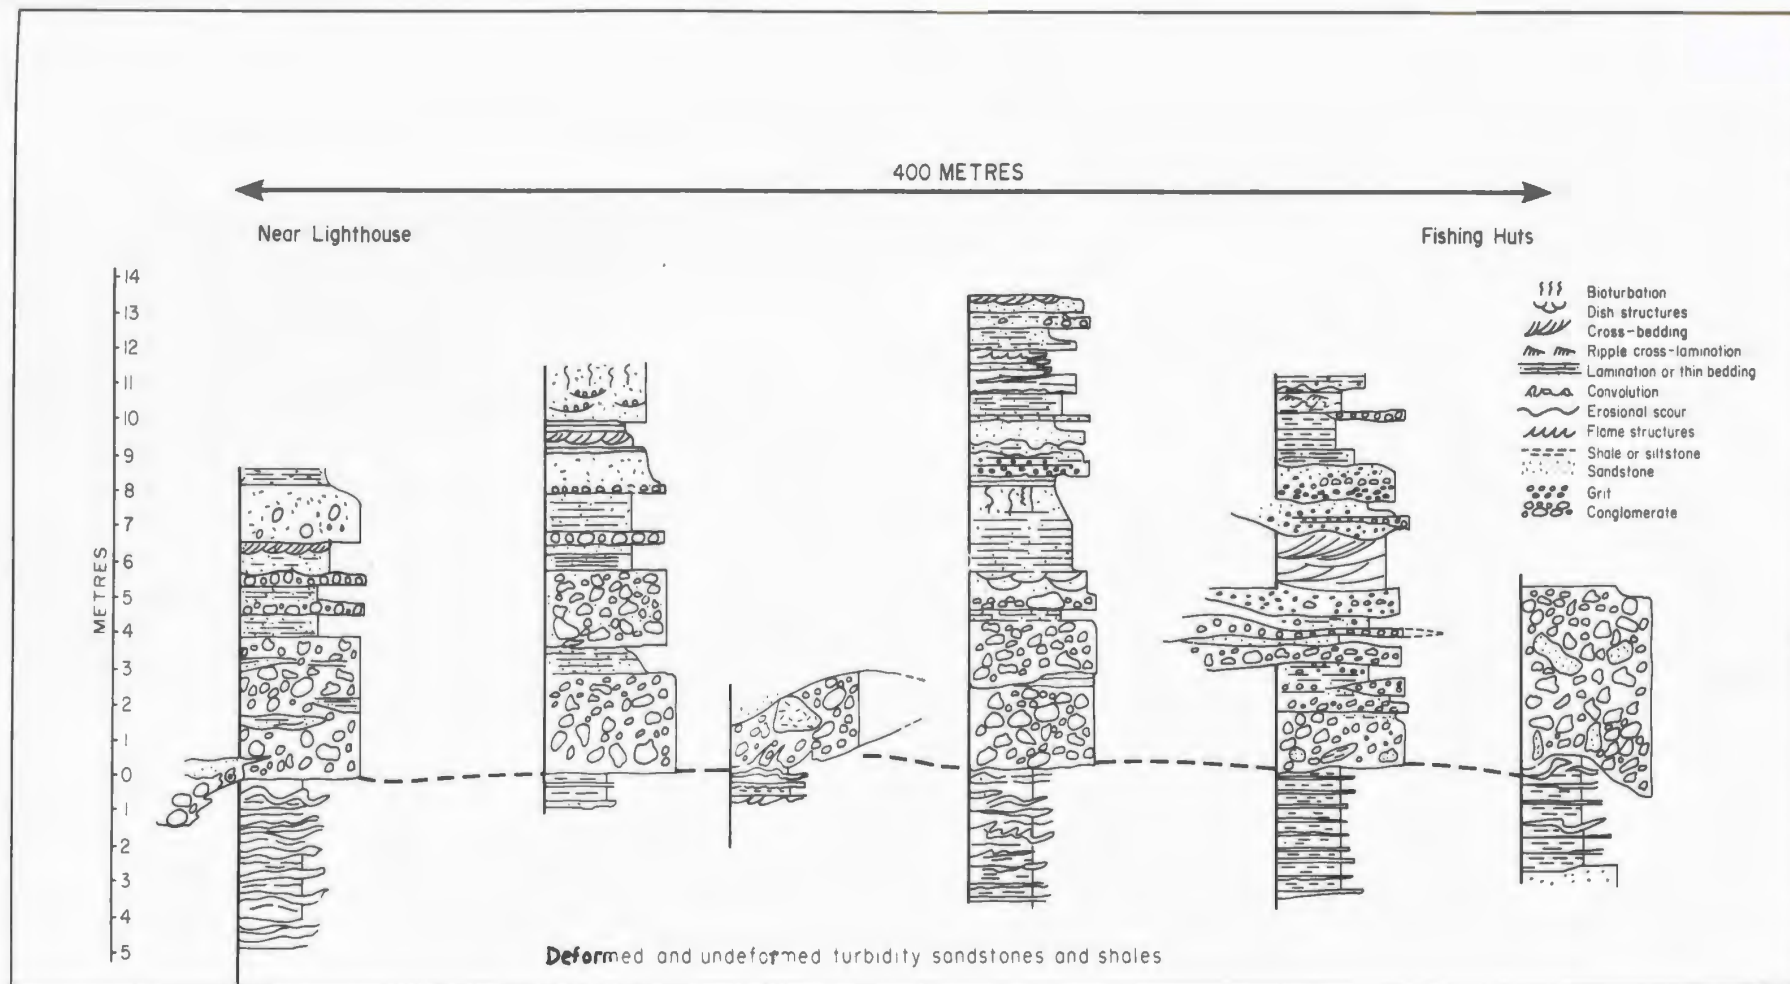 400 METRES
Near Lighthouse
Fishing Huts
METRES
14
13
12
11
10
9
8
7
6
5
4
3
2
1
0
1
2
3
4
5
Bioturbation
Dish structures
Cross-bedding
Ripple cross-lamination
Lamination or thin bedding
Convolution
Erosional scour
Flame structures
Shale or siltstone
Sandstone
Grit
Conglomerate
Deformed and undeformed turbidity sandstones and shales